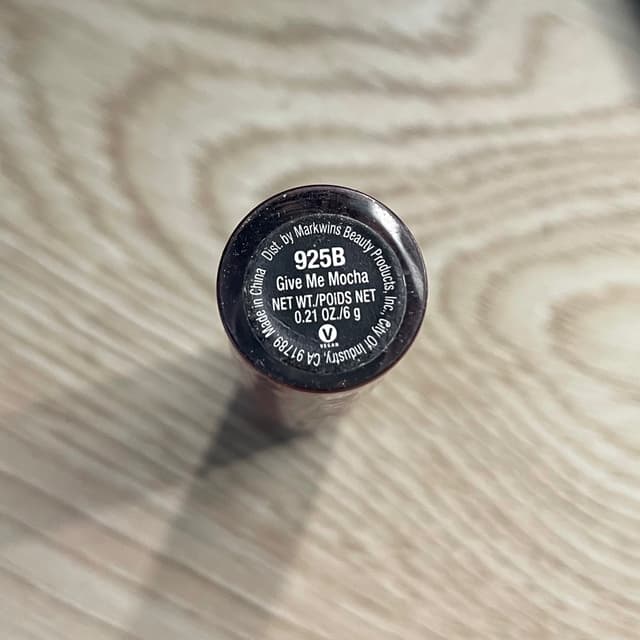 925B
Give Me Mocha
NET WT./POIDS NET
0.21 OZ./6 g
V
VEGAN
Dist. by Markwins Beauty Products, Inc., City Of Industry, CA 91789. Made in China